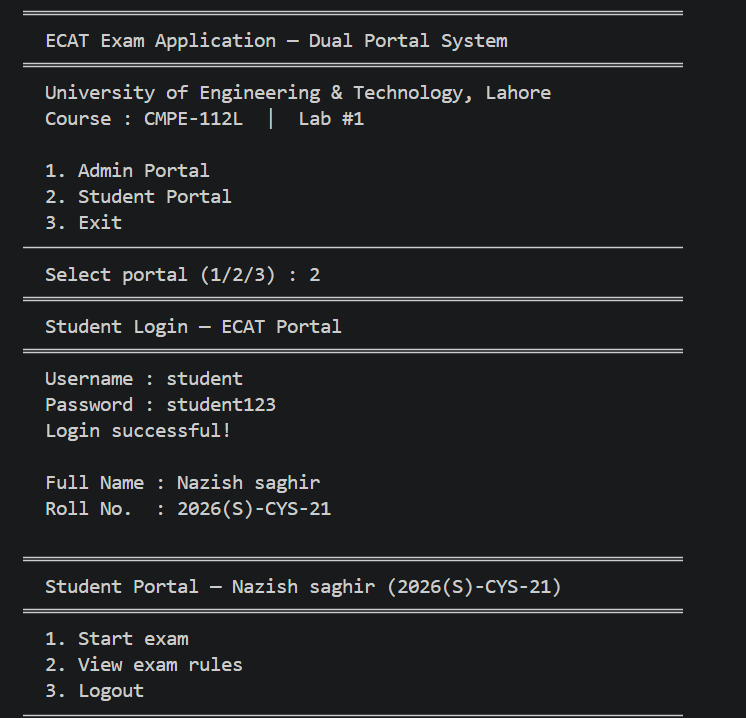 ECAT Exam Application — Dual Portal System
University of Engineering & Technology, Lahore
Course : CMPE-112L │ Lab #1
1. Admin Portal
2. Student Portal
3. Exit
Select portal (1/2/3) : 2
Student Login — ECAT Portal
Username : student
Password : student123
Login successful!
Full Name : Nazish saghir
Roll No.  : 2026(S)-CYS-21
Student Portal — Nazish saghir (2026(S)-CYS-21)
1. Start exam
2. View exam rules
3. Logout